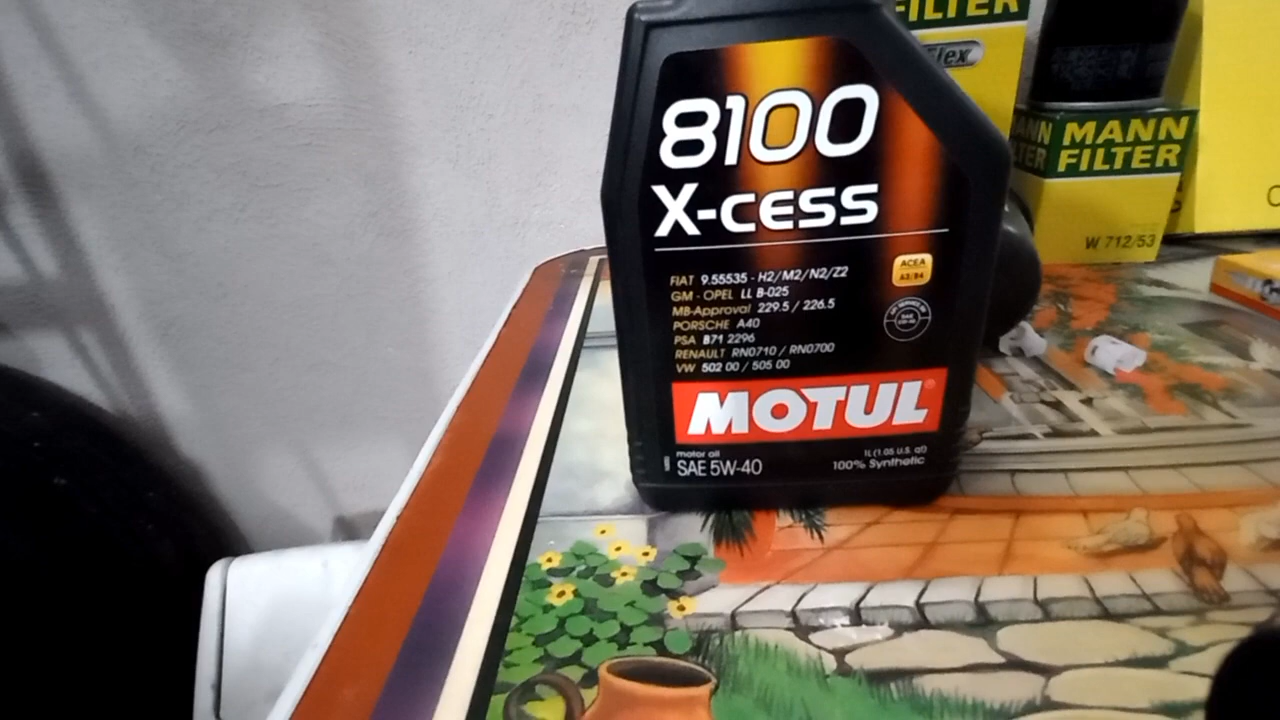 8100
X-CESS
FIAT 9.55535 - H2/M2/N2/Z2
GM - OPEL LL B-025
MB-Approval 229.5 / 226.5
PORSCHE A40
PSA B71 2296
RENAULT RN0710 / RN0700
VW 502 00 / 505 00
ACEA
A3/B4
MOTUL
motor oil
SAE 5W-40
1L (1.05 U.S. qt)
100% Synthetic
FILTER
flex
MANN
FILTER
W 712/53